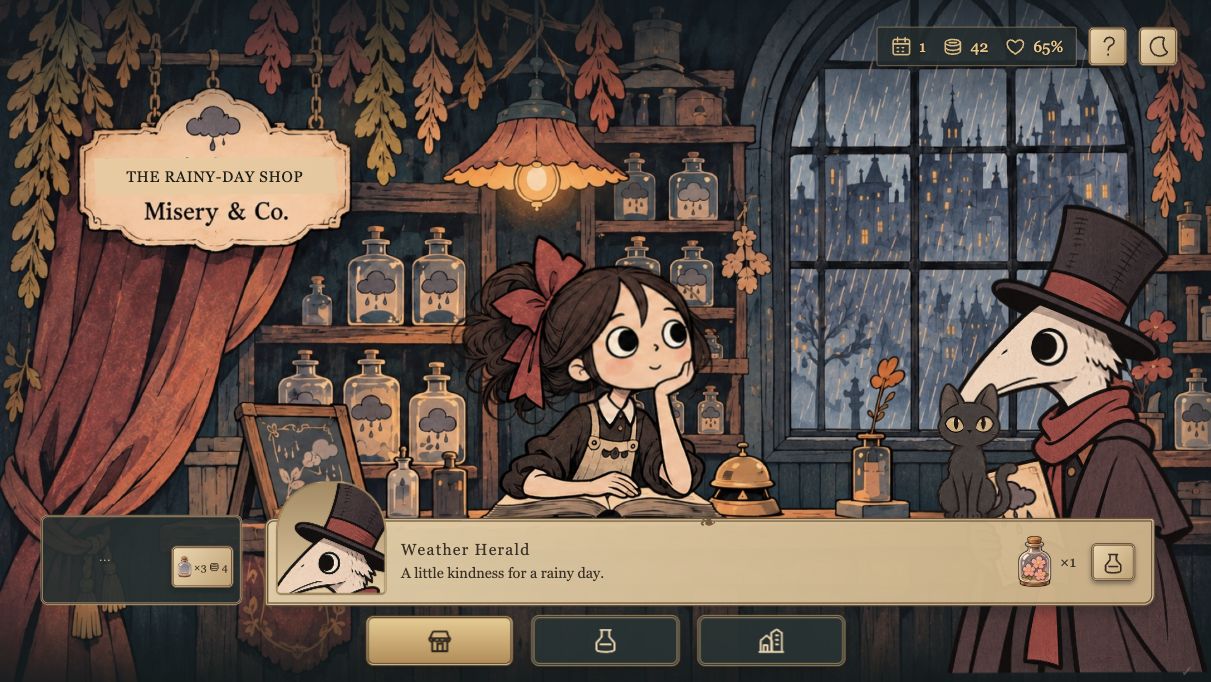 THE RAINY-DAY SHOP
Misery & Co.
1 42 65% ?
...
×3 4
Weather Herald
A little kindness for a rainy day.
×1